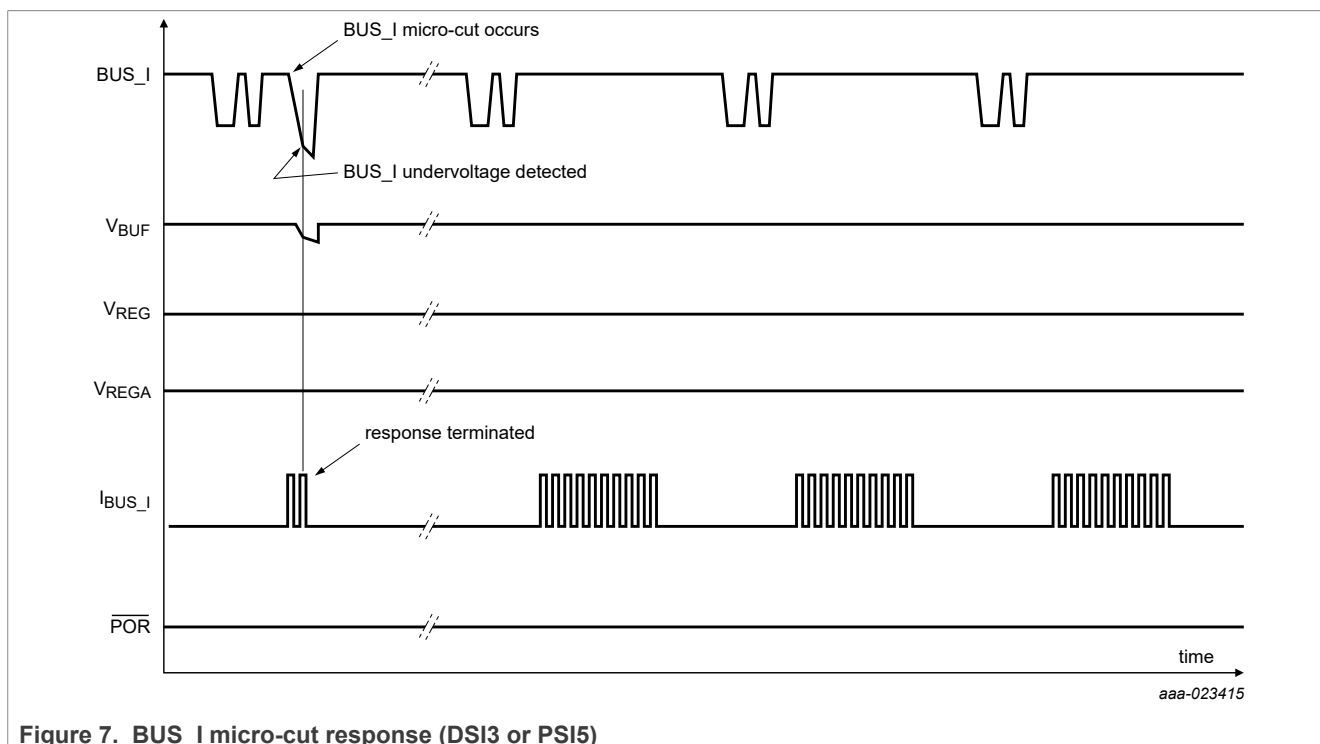 BUS_I micro-cut occurs
BUS_I
BUS_I undervoltage detected
VBUF
VREG
VREGA
response terminated
IBUS_I
POR
time
aaa-023415
Figure 7. BUS_I micro-cut response (DSI3 or PSI5)